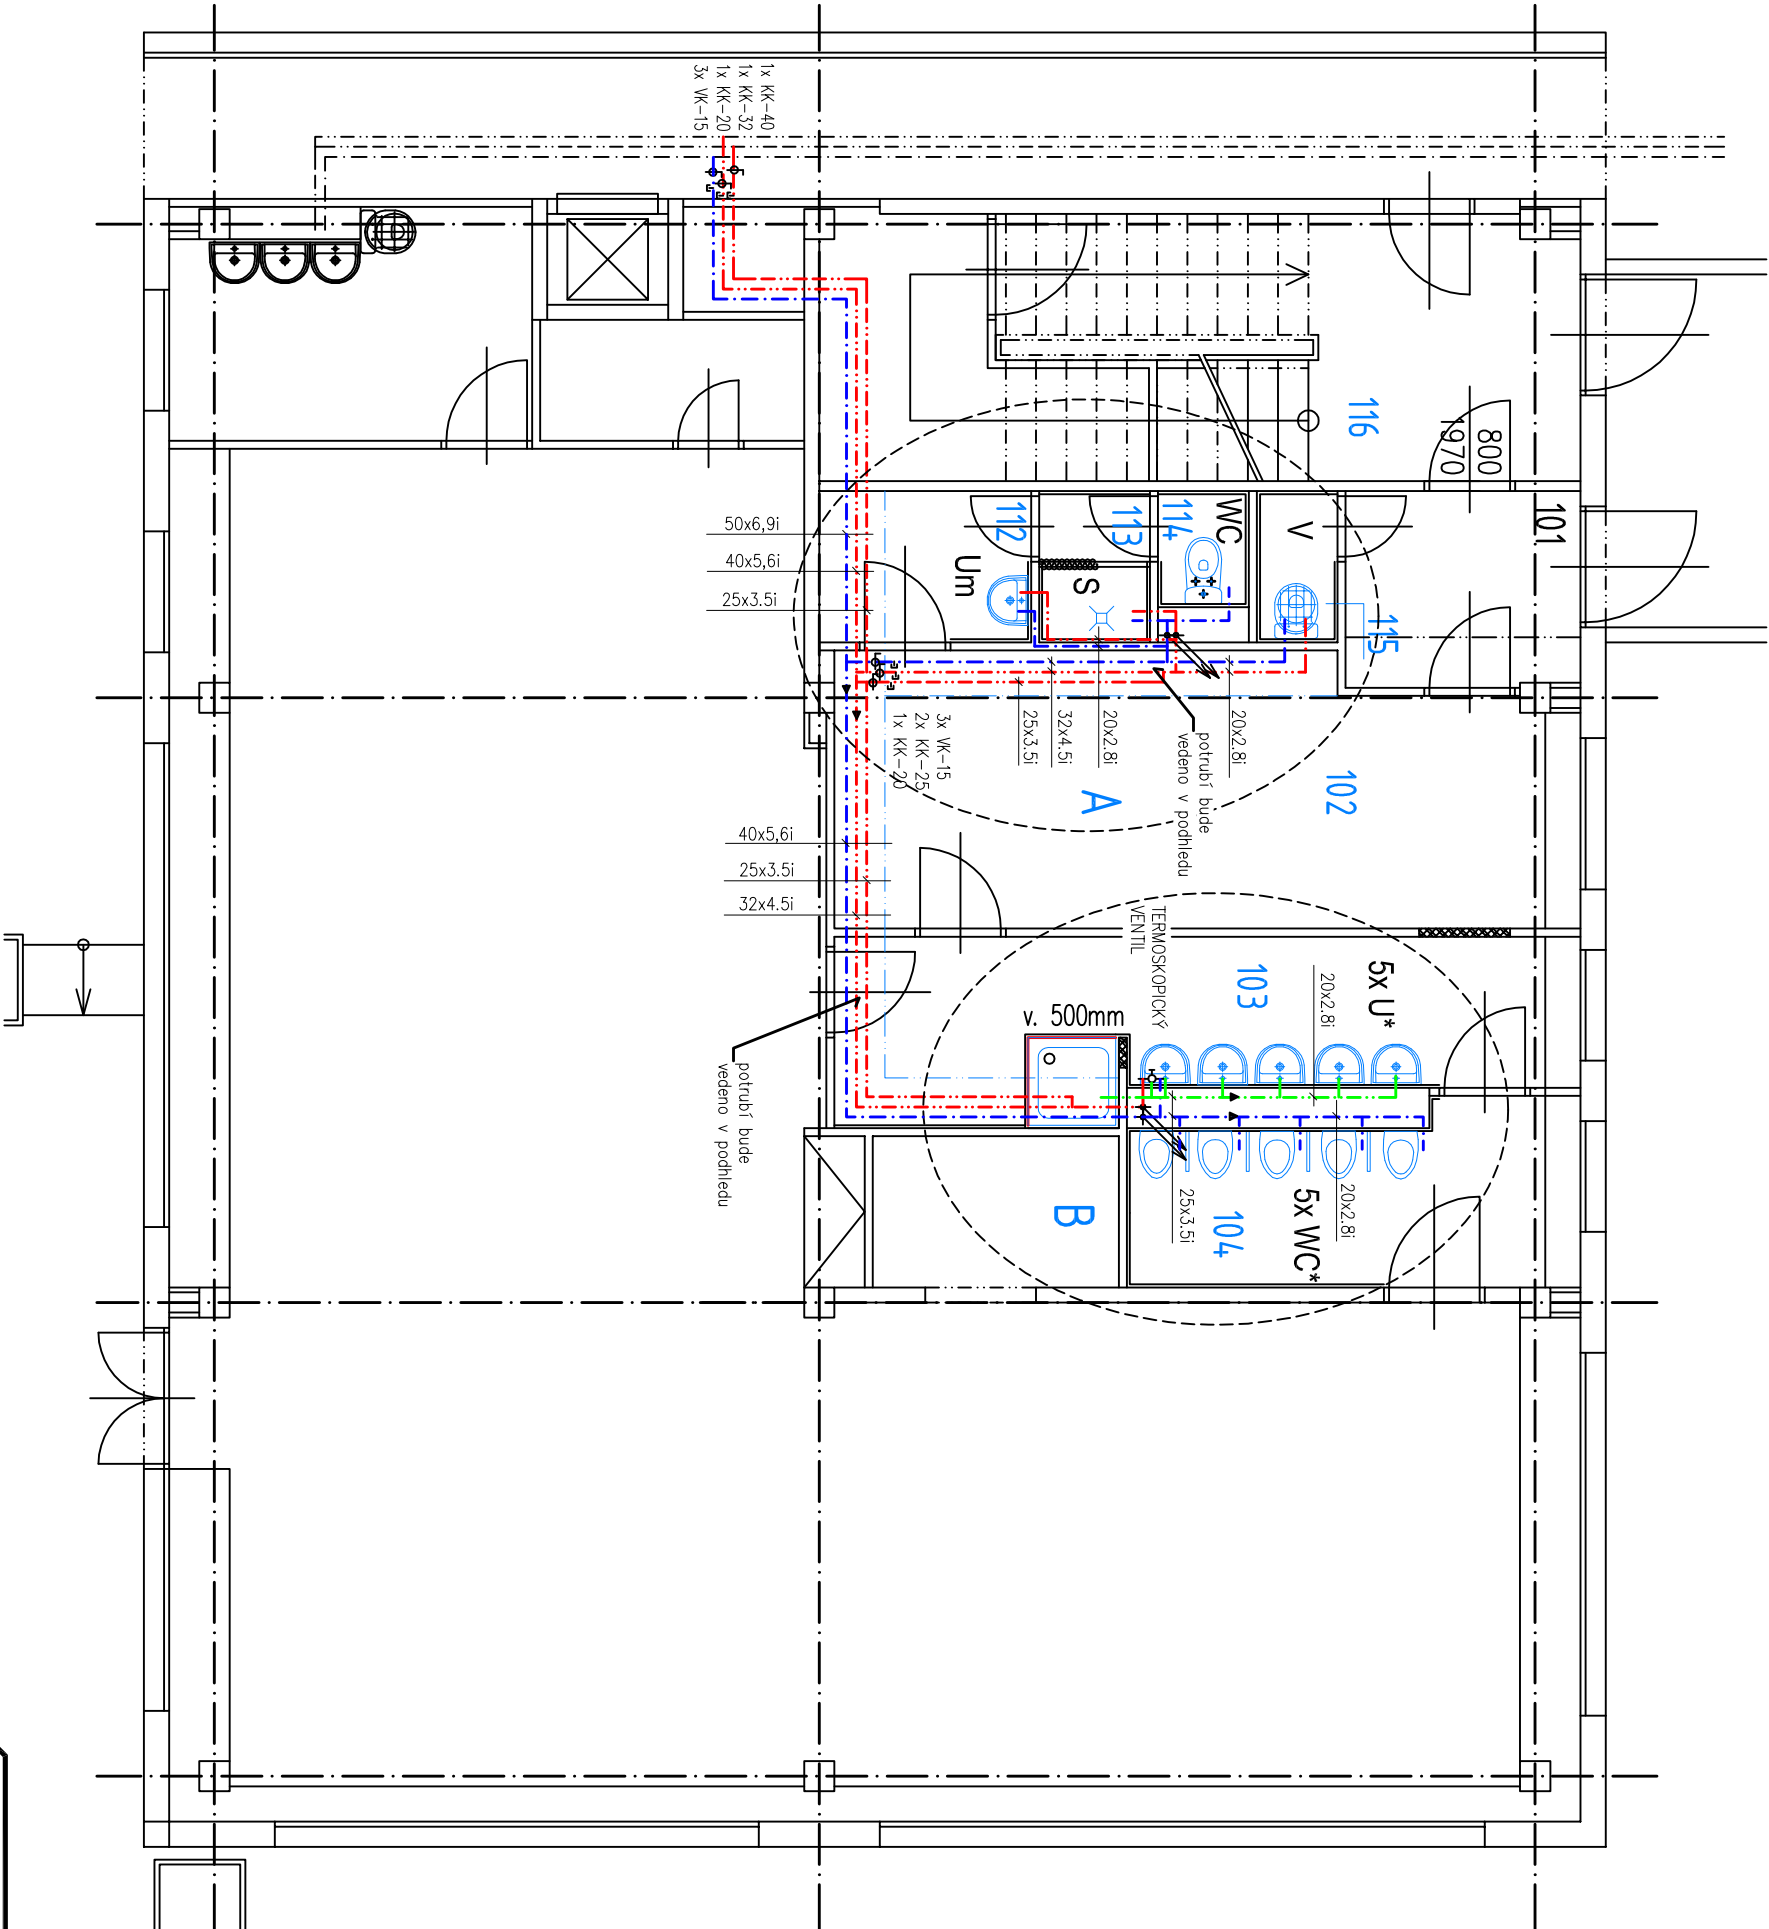 1x KK-40
1x KK-32
1x KK-20
3x VK-15
116
800
1970
101
112
113
114
WC
V
Um
S
115
50x6,9i
40x5,6i
25x3.5i
3x VK-15
2x KK-25
1x KK-20
25x3.5i
32x4.5i
20x2.8i
20x2.8i
potrubí bude
vedeno v podhledu
A
102
40x5,6i
25x3.5i
32x4.5i
TERMOSKOPICKÝ
VENTIL
103
20x2.8i
5x U*
v. 500mm
potrubí bude
vedeno v podhledu
B
25x3.5i
104
5x WC*
20x2.8i